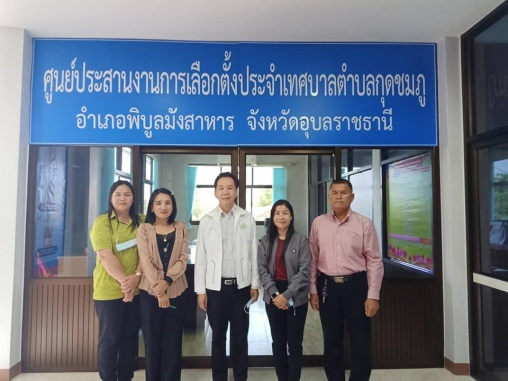 ศูนย์ประสานงานการเลือกตั้งประจำเทศบาลตำบลกุดชมภู
อำเภอพิบูลมังสาหาร จังหวัดอุบลราชธานี